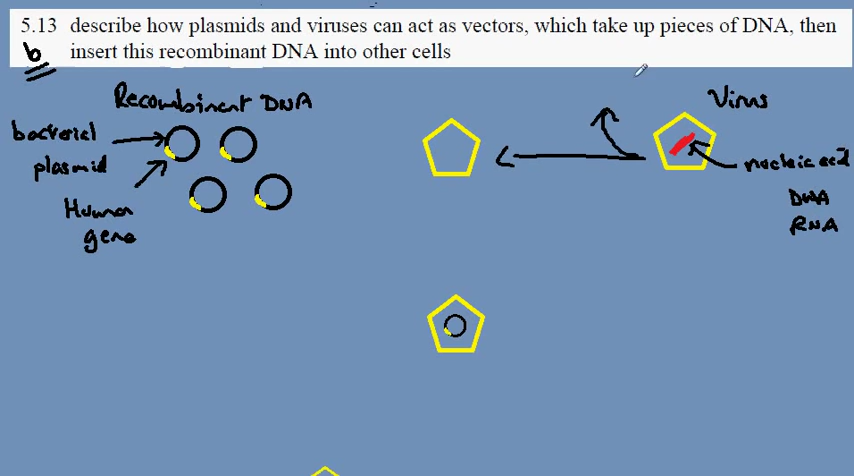 5.13 describe how plasmids and viruses can act as vectors, which take up pieces of DNA, then
insert this recombinant DNA into other cells
b
Recombinant DNA
bacterial
plasmid
Human
gene
Virus
nucleic acid
DNA
RNA